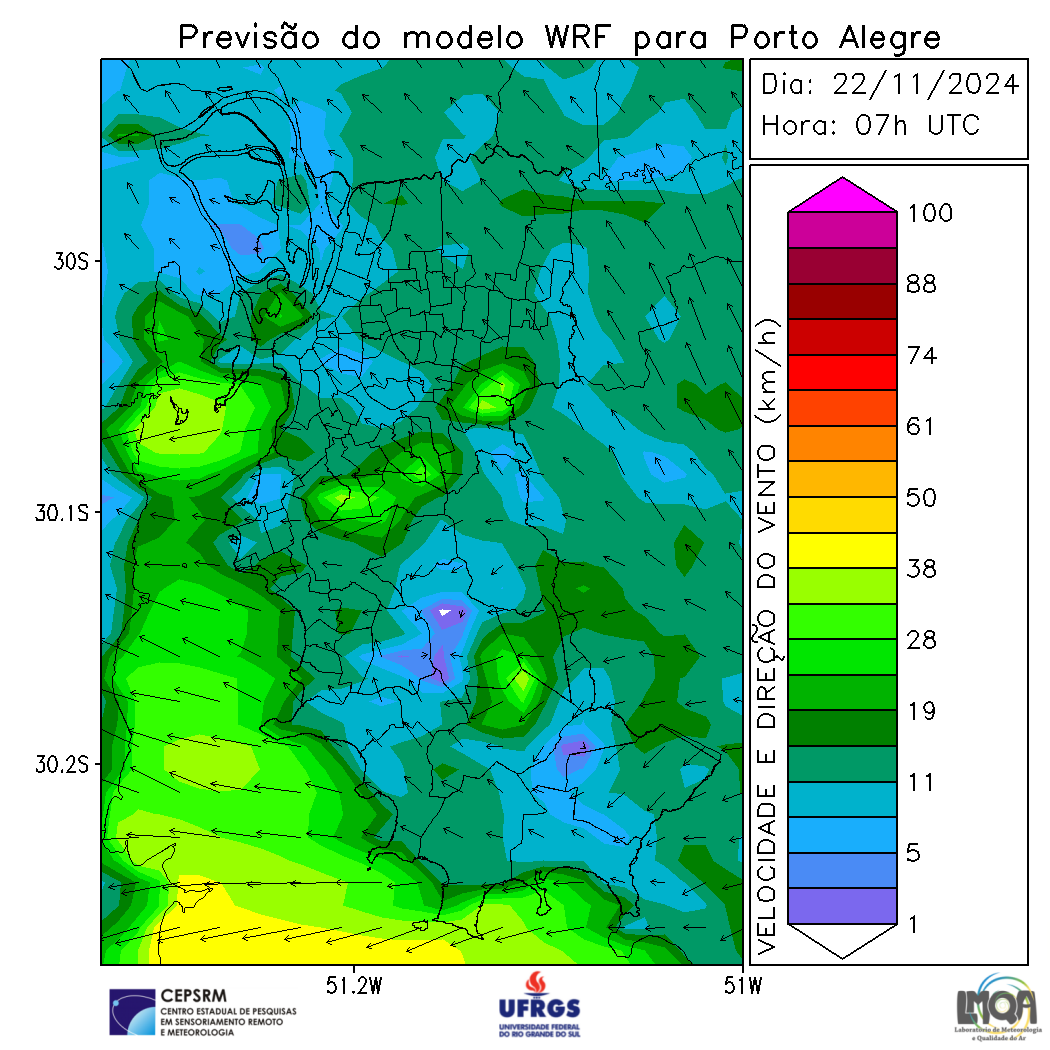 Previsão do modelo WRF para Porto Alegre
Dia: 22/11/2024
Hora: 07h UTC
30S
30.1S
30.2S
51.2W
51W
VELOCIDADE E DIREÇÃO DO VENTO (km/h)
100
88
74
61
50
38
28
19
11
5
1
CEPSRM
CENTRO ESTADUAL DE PESQUISAS
EM SENSORIAMENTO REMOTO
E METEOROLOGIA
UFRGS
UNIVERSIDADE FEDERAL
DO RIO GRANDE DO SUL
LMQA
Laboratório de Meteorologia
e Qualidade do Ar